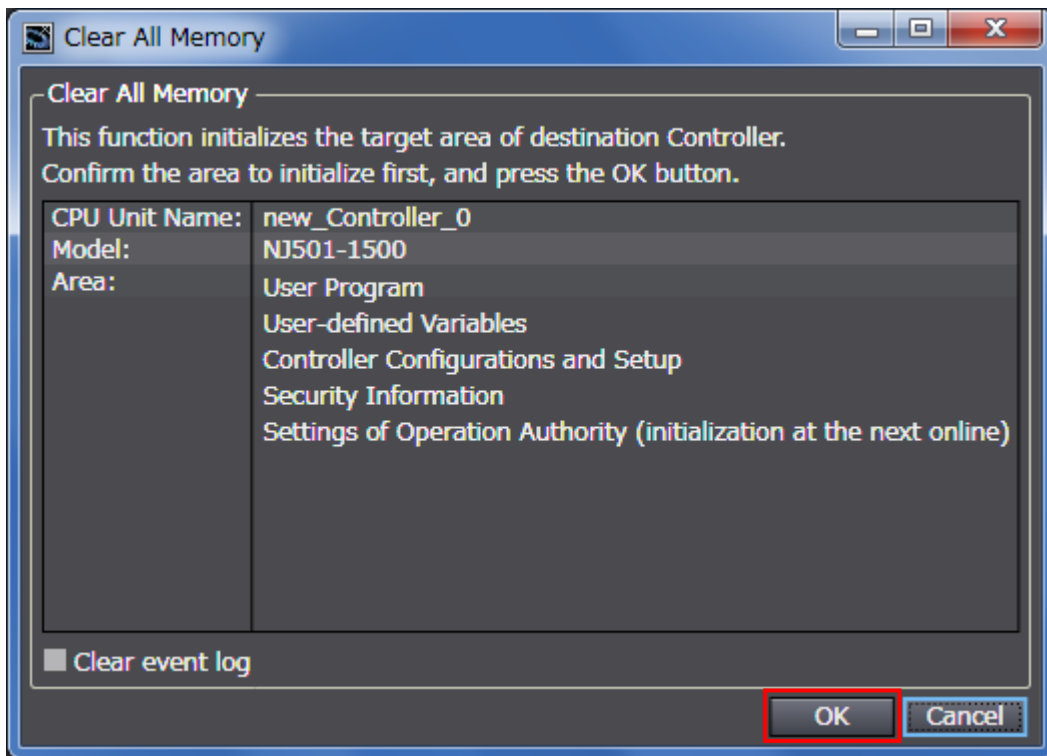 Clear All Memory
Clear All Memory
This function initializes the target area of destination Controller.
Confirm the area to initialize first, and press the OK button.
CPU Unit Name: new_Controller_0
Model: NJ501-1500
Area: User Program
User-defined Variables
Controller Configurations and Setup
Security Information
Settings of Operation Authority (initialization at the next online)
Clear event log
OK Cancel